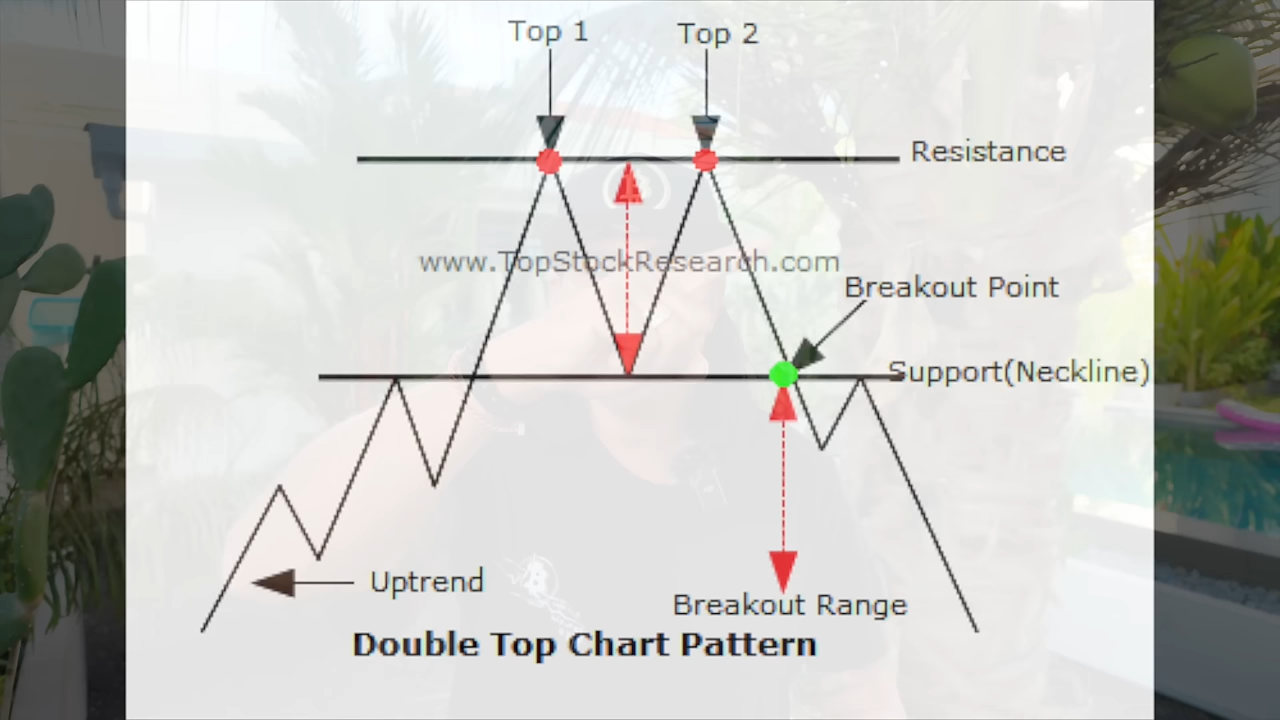 Top 1
Top 2
Resistance
www.TopStockResearch.com
Breakout Point
Support(Neckline)
Uptrend
Breakout Range
Double Top Chart Pattern